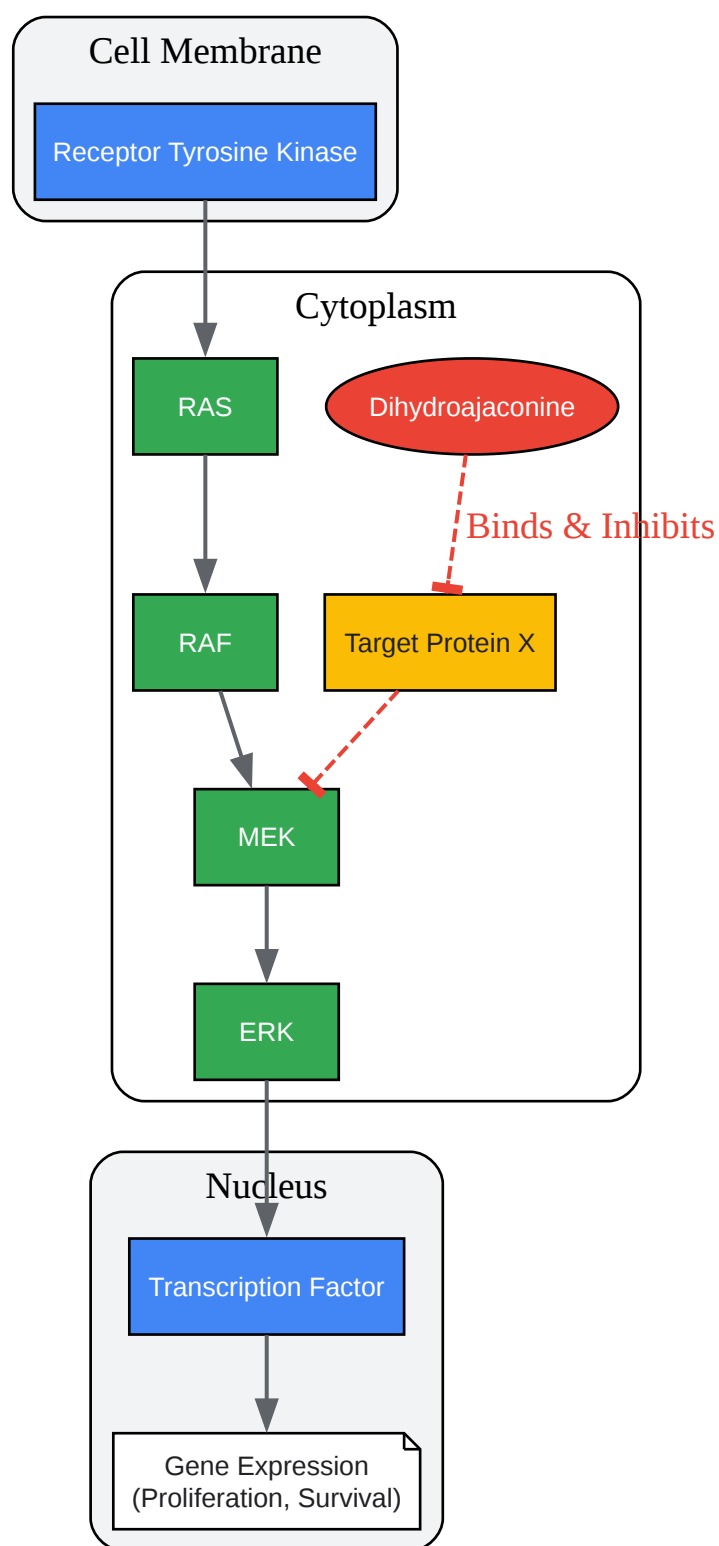 Cell Membrane
Receptor Tyrosine Kinase
Cytoplasm
RAS
Dihydroajaconine
Binds & Inhibits
RAF
Target Protein X
MEK
ERK
Nucleus
Transcription Factor
Gene Expression
(Proliferation, Survival)